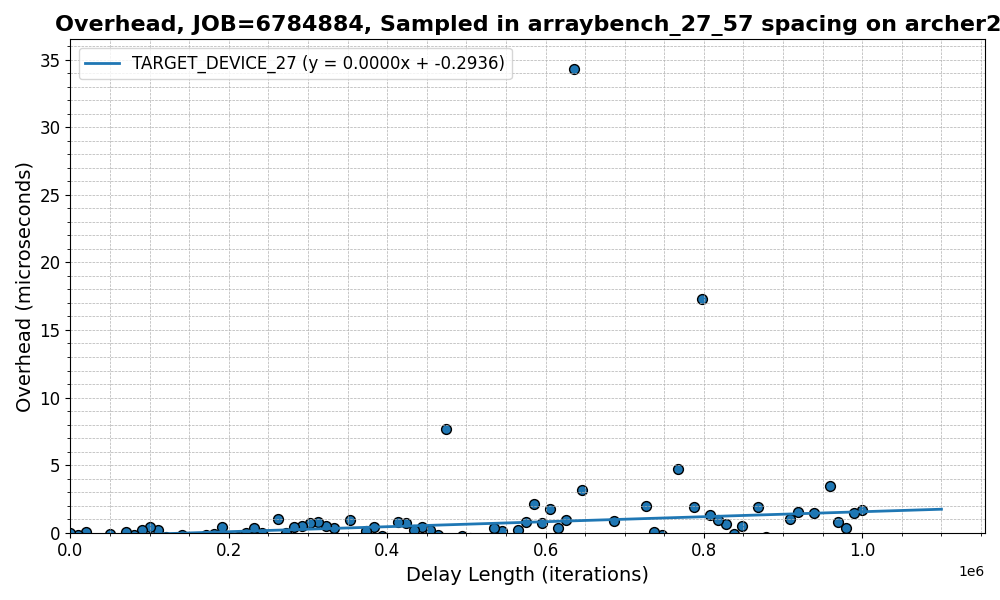 Overhead, JOB=6784884, Sampled in arraybench_27_57 spacing on archer2
TARGET_DEVICE_27 (y = 0.0000x + -0.2936)
Overhead (microseconds)
35
30
25
20
15
10
5
0
0.0 0.2 0.4 0.6 0.8 1.0
1e6
Delay Length (iterations)